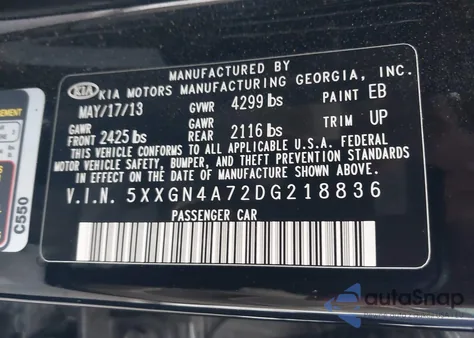 MANUFACTURED BY
KIA KIA MOTORS MANUFACTURING GEORGIA, INC.
MAY/17/13 GVWR 4299 lbs PAINT EB
GAWR FRONT 2425 lbs GAWR REAR 2116 lbs TRIM UP
THIS VEHICLE CONFORMS TO ALL APPLICABLE U.S.A. FEDERAL
MOTOR VEHICLE SAFETY, BUMPER, AND THEFT PREVENTION STANDARDS
IN EFFECT ON THE DATE OF MANUFACTURE SHOWN ABOVE.
V.I.N. 5XXGN4A72DG218836
PASSENGER CAR
C550
autoSnap